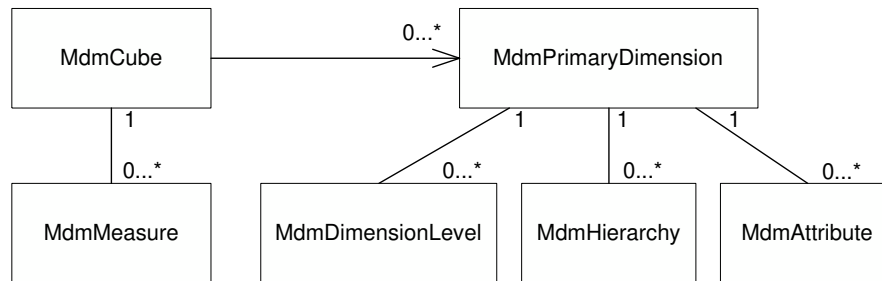 0...*
MdmCube
MdmPrimaryDimension
1
1
1
1
0...*
0...*
0...*
0...*
MdmMeasure
MdmDimensionLevel
MdmHierarchy
MdmAttribute